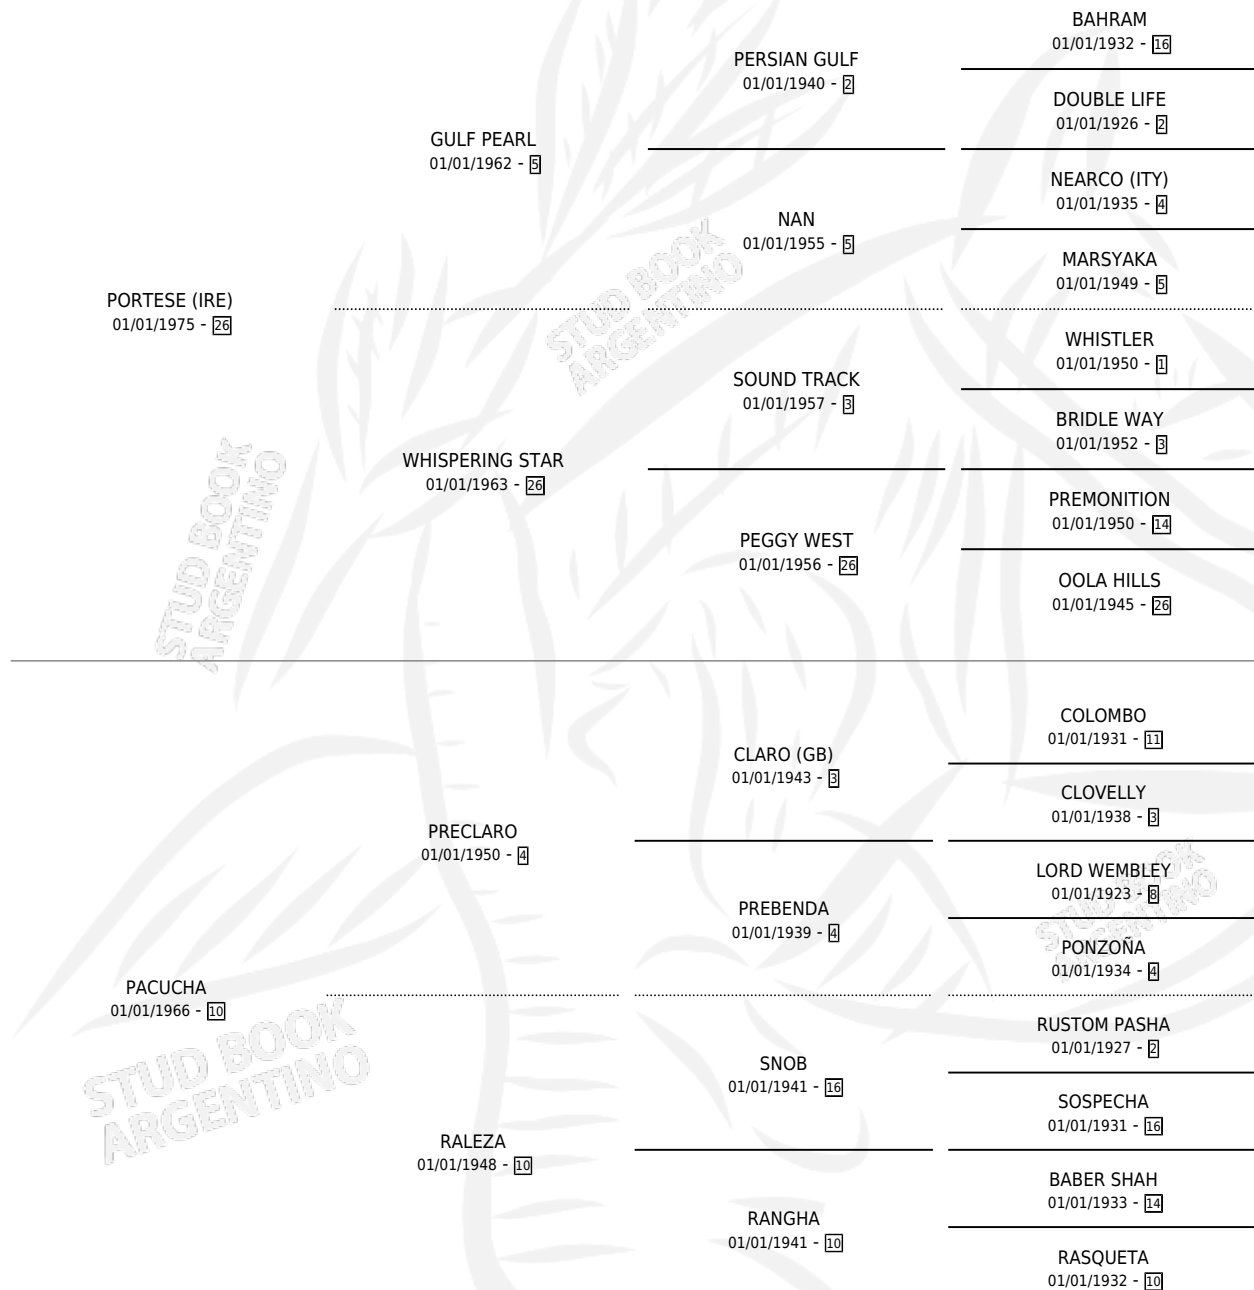 BAHRAM
01/01/1932 - 16
PERSIAN GULF
01/01/1940 - 2
DOUBLE LIFE
01/01/1926 - 2
GULF PEARL
01/01/1962 - 5
NEARCO (ITY)
01/01/1935 - 4
NAN
01/01/1955 - 5
MARSYAKA
01/01/1949 - 5
PORTESE (IRE)
01/01/1975 - 26
WHISTLER
01/01/1950 - 1
SOUND TRACK
01/01/1957 - 3
BRIDLE WAY
01/01/1952 - 3
WHISPERING STAR
01/01/1963 - 26
PREMONITION
01/01/1950 - 14
PEGGY WEST
01/01/1956 - 26
OOLA HILLS
01/01/1945 - 26
COLOMBO
01/01/1931 - 11
CLARO (GB)
01/01/1943 - 3
CLOVELLY
01/01/1938 - 3
PRECLARO
01/01/1950 - 4
LORD WEMBLEY
01/01/1923 - 8
PREBENDA
01/01/1939 - 4
PONZOÑA
01/01/1934 - 4
PACUCHA
01/01/1966 - 10
RUSTOM PASHA
01/01/1927 - 2
SNOB
01/01/1941 - 16
SOSPECHA
01/01/1931 - 16
RALEZA
01/01/1948 - 10
BABER SHAH
01/01/1933 - 14
RANGHA
01/01/1941 - 10
RASQUETA
01/01/1932 - 10
STUD BOOK
ARGENTINO
STUD BOOK
ARGENTINO
STUD BOOK
ARGENTINO
STUD BOOK
ARGENTINO